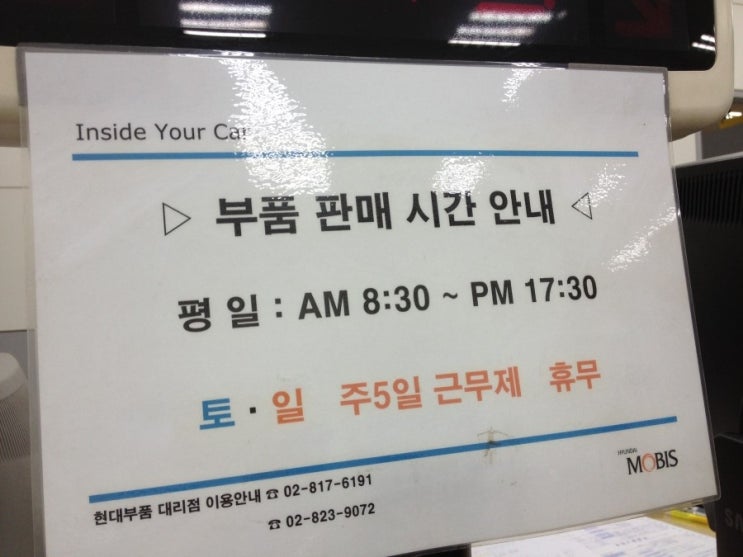 Inside Your Car
▷ 부품 판매 시간 안내 ◁
평 일 : AM 8:30 ~ PM 17:30
토 · 일 주5일 근무제 휴무
HYUNDAI
MOBIS
현대부품 대리점 이용안내 ☎ 02-817-6191
☎ 02-823-9072